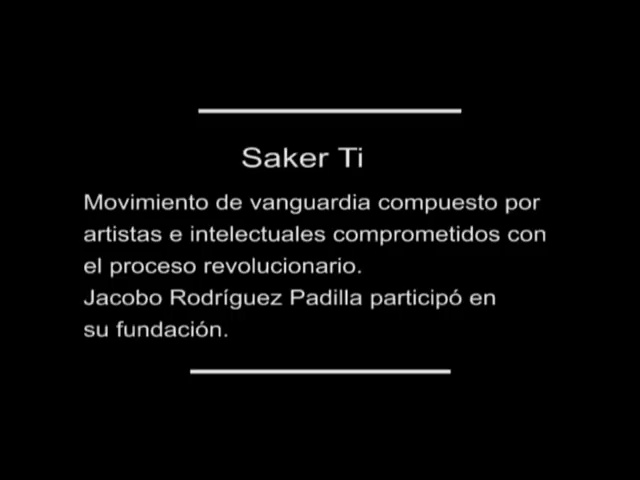 Saker Ti
Movimiento de vanguardia compuesto por
artistas e intelectuales comprometidos con
el proceso revolucionario.
Jacobo Rodríguez Padilla participó en
su fundación.